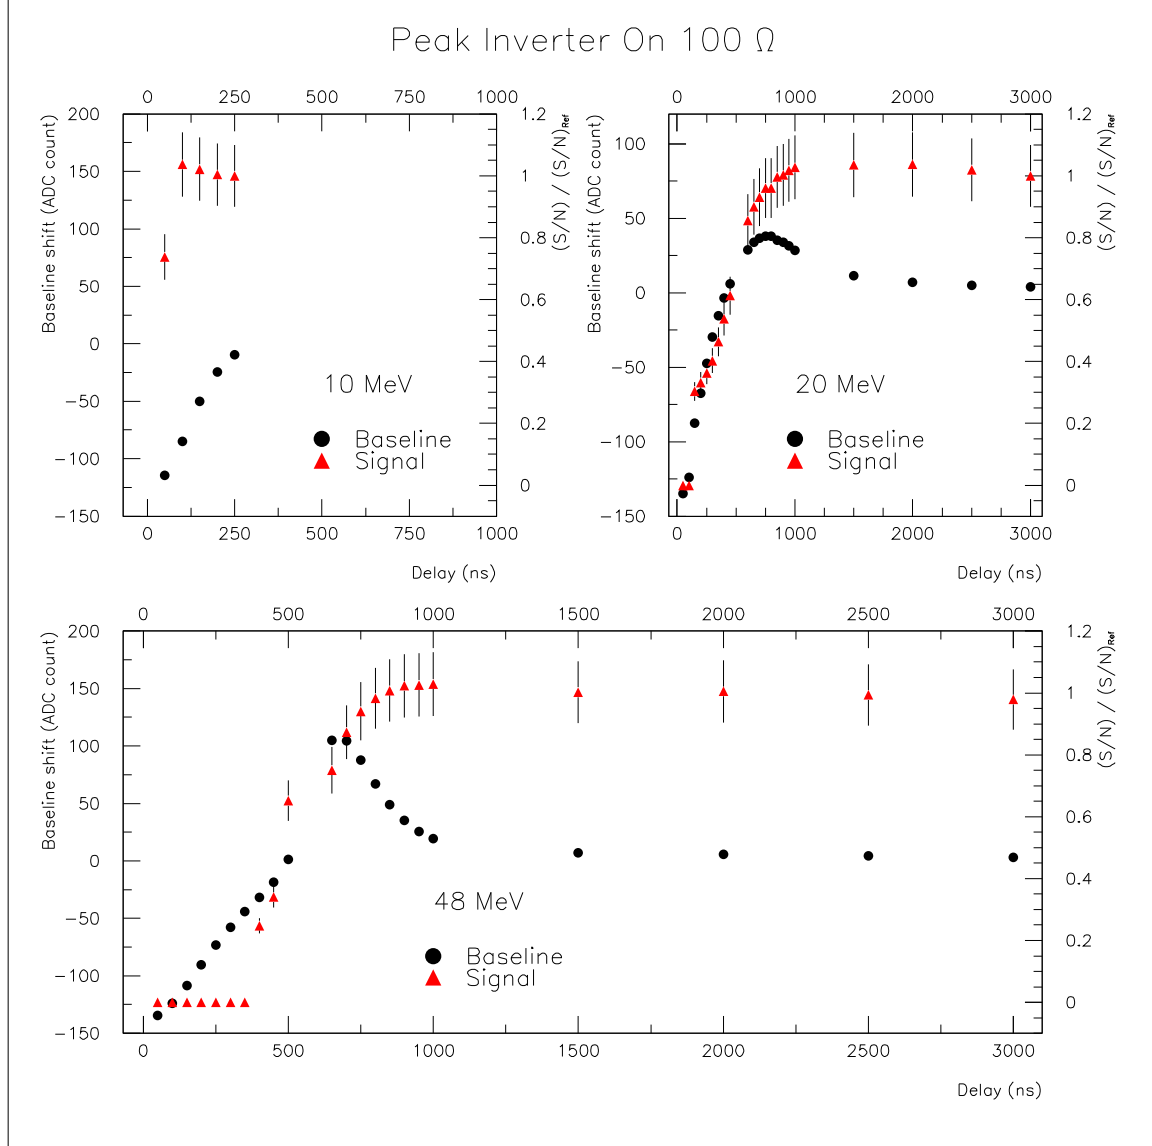 Peak Inverter On 100 Ω
0 250 500 750 1000
200 1.2
150 1
100 0.8
50 0.6
0 0.4
−50 0.2
−100 0
−150
Baseline shift (ADC count)
(S/N) / (S/N)Ref
10 MeV
Baseline
Signal
0 250 500 750 1000
Delay (ns)
0 1000 2000 3000
100
50
0
−50
−100
−150
1.2
1
0.8
0.6
0.4
0.2
0
Baseline shift (ADC count)
(S/N) / (S/N)Ref
20 MeV
Baseline
Signal
0 1000 2000 3000
Delay (ns)
0 500 1000 1500 2000 2500 3000
200
150
100
50
0
−50
−100
−150
1.2
1
0.8
0.6
0.4
0.2
0
Baseline shift (ADC count)
(S/N) / (S/N)Ref
48 MeV
Baseline
Signal
0 500 1000 1500 2000 2500 3000
Delay (ns)